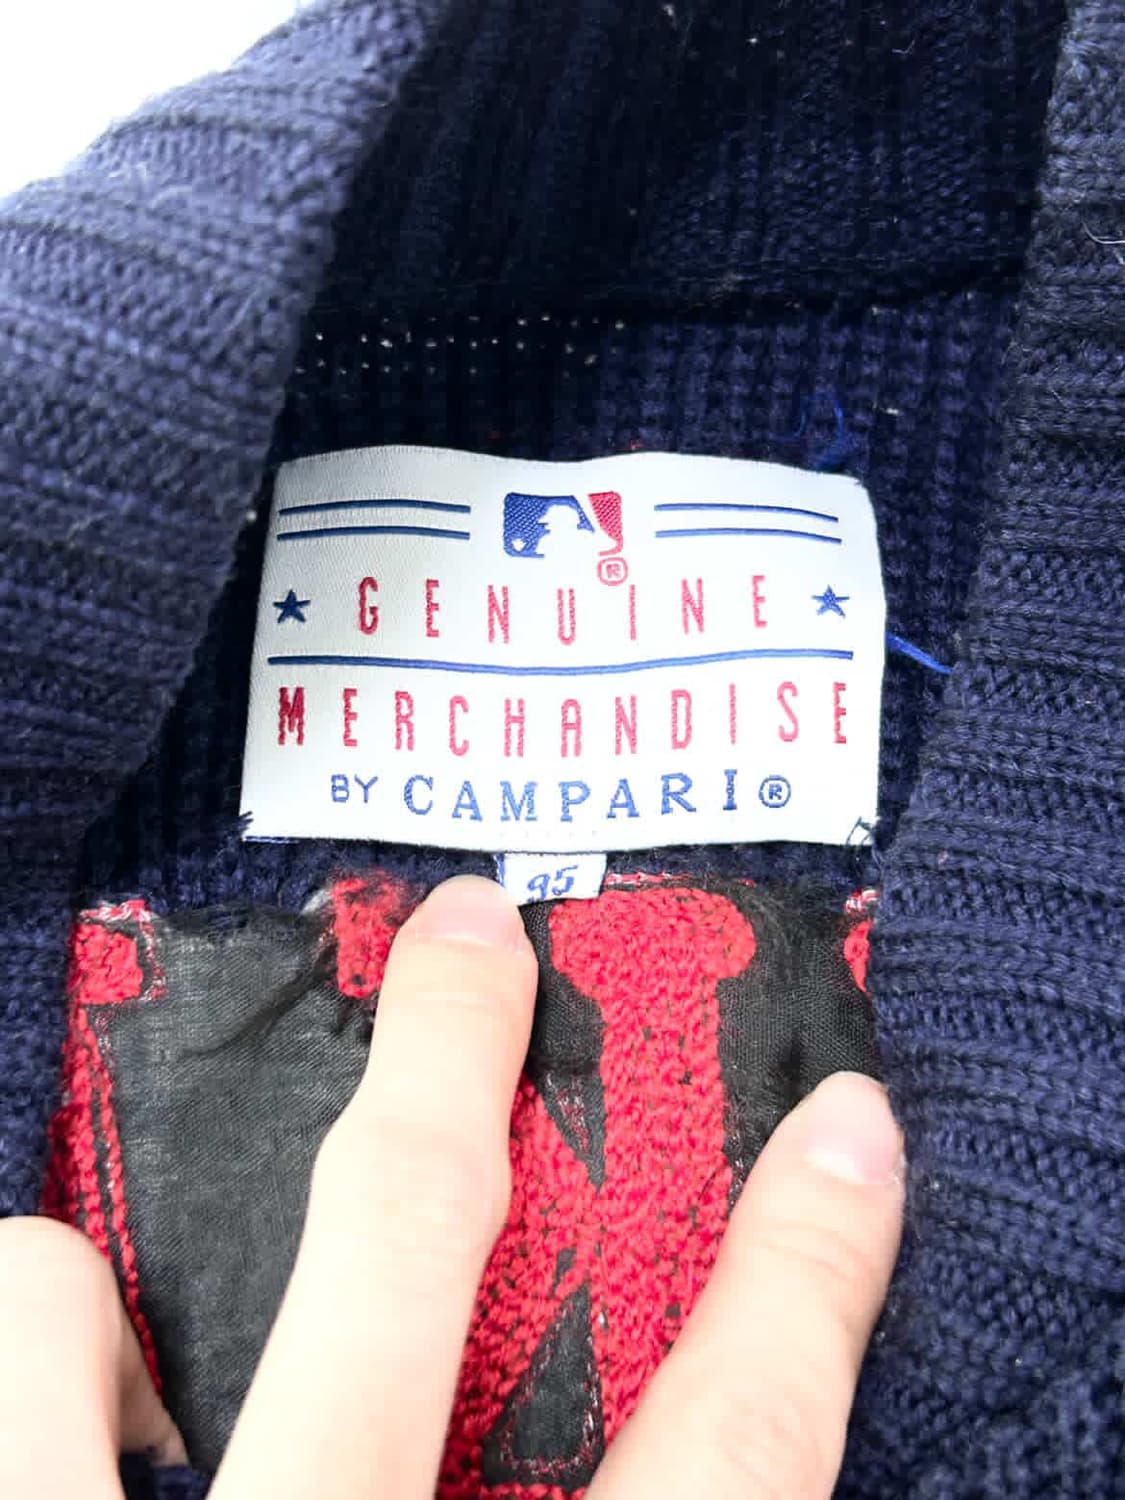 ®
★ GENUINE ★
MERCHANDISE
BY CAMPARI®
95